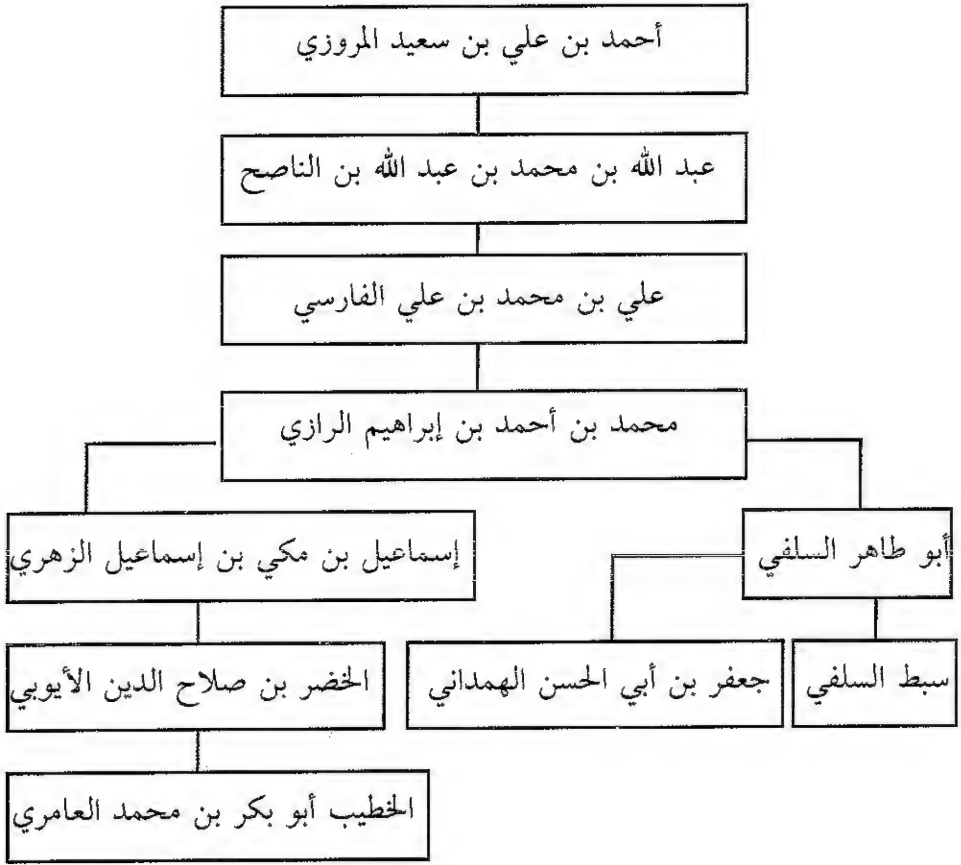 أحمد بن علي بن سعيد المروزي
عبد الله بن محمد بن عبد الله بن الناصح
علي بن محمد بن علي الفارسي
محمد بن أحمد بن إبراهيم الرازي
أبو طاهر السلفي
إسماعيل بن مكي بن إسماعيل الزهري
سبط السلفي
جعفر بن أبي الحسن الهمداني
الخضر بن صلاح الدين الأيوبي
الخطيب أبو بكر بن محمد العامري